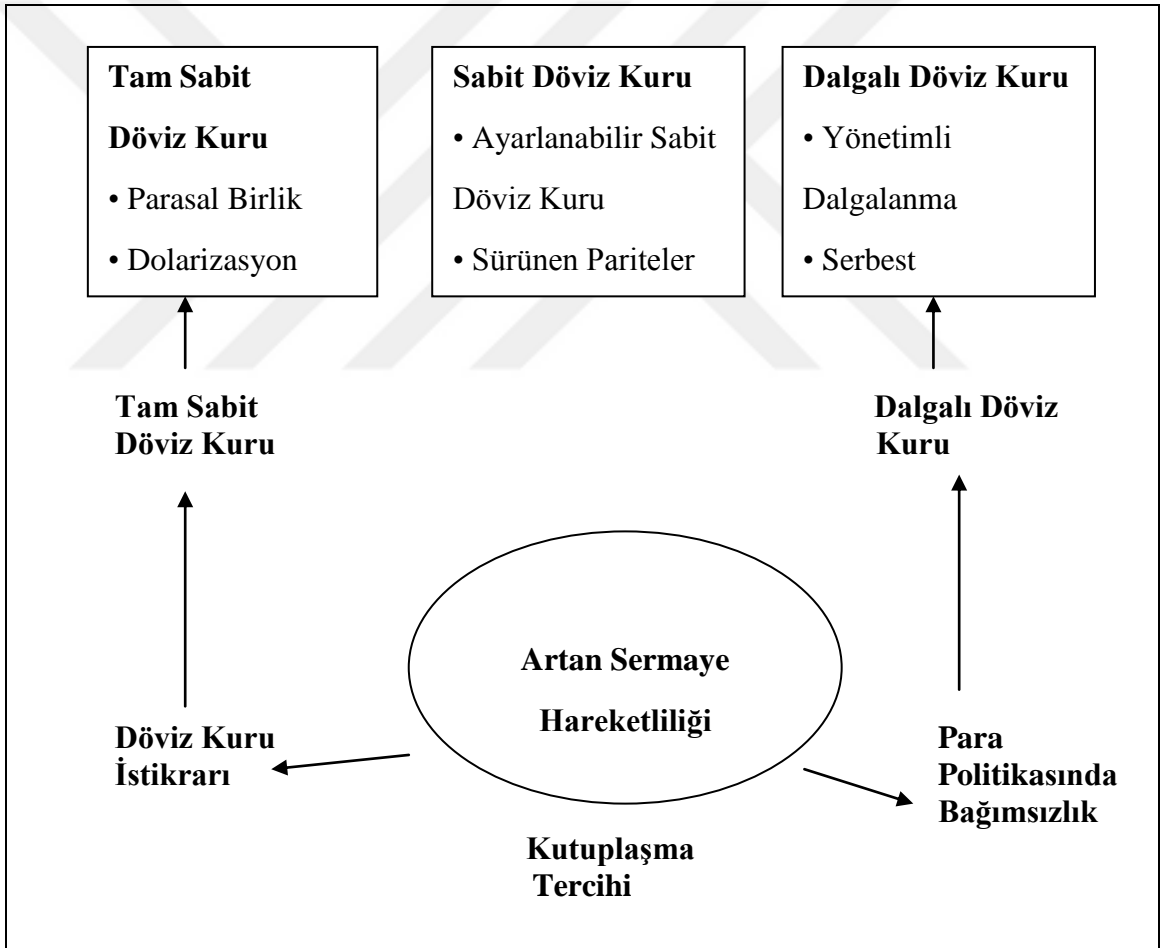 Tam Sabit
Döviz Kuru
• Parasal Birlik
• Dolarizasyon
Sabit Döviz Kuru
• Ayarlanabilir Sabit
Döviz Kuru
• Sürünen Pariteler
Dalgalı Döviz Kuru
• Yönetimli
Dalgalanma
• Serbest
Tam Sabit
Döviz Kuru
Dalgalı Döviz
Kuru
Artan Sermaye
Hareketliliği
Döviz Kuru
İstikrarı
Para
Politikasında
Bağımsızlık
Kutuplaşma
Tercihi